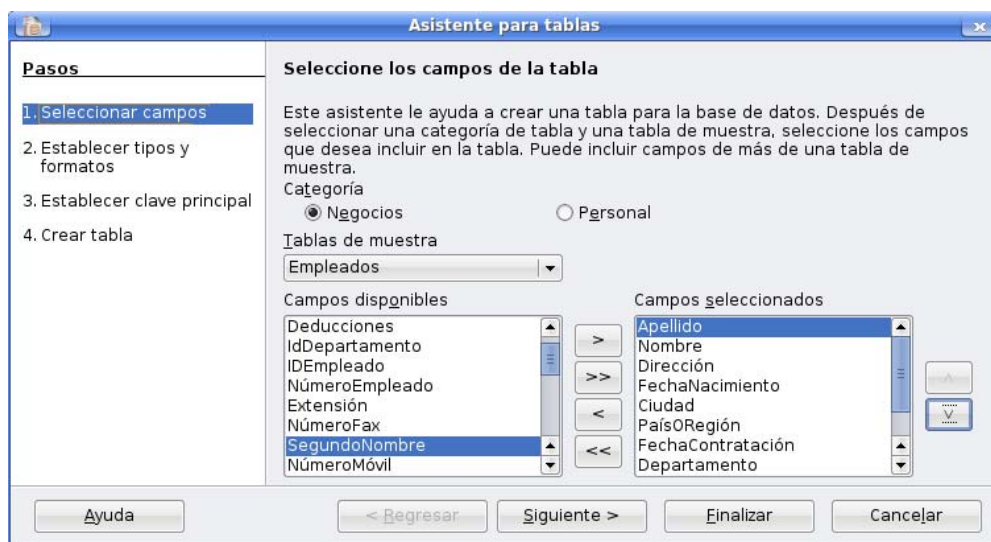 Asistente para tablas
Pasos
1. Seleccionar campos
2. Establecer tipos y
formatos
3. Establecer clave principal
4. Crear tabla
Seleccione los campos de la tabla
Este asistente le ayuda a crear una tabla para la base de datos. Después de
seleccionar una categoría de tabla y una tabla de muestra, seleccione los campos
que desea incluir en la tabla. Puede incluir campos de más de una tabla de
muestra.
Categoría
Negocios
Personal
Tablas de muestra
Empleados
Campos disponibles
Deducciones
IdDepartamento
IDEmpleado
NúmeroEmpleado
Extensión
NúmeroFax
SegundoNombre
NúmeroMóvil
>
>>
<
<<
Campos seleccionados
Apellido
Nombre
Dirección
FechaNacimiento
Ciudad
PaísORegión
FechaContratación
Departamento
Ayuda
< Regresar
Siguiente >
Finalizar
Cancelar